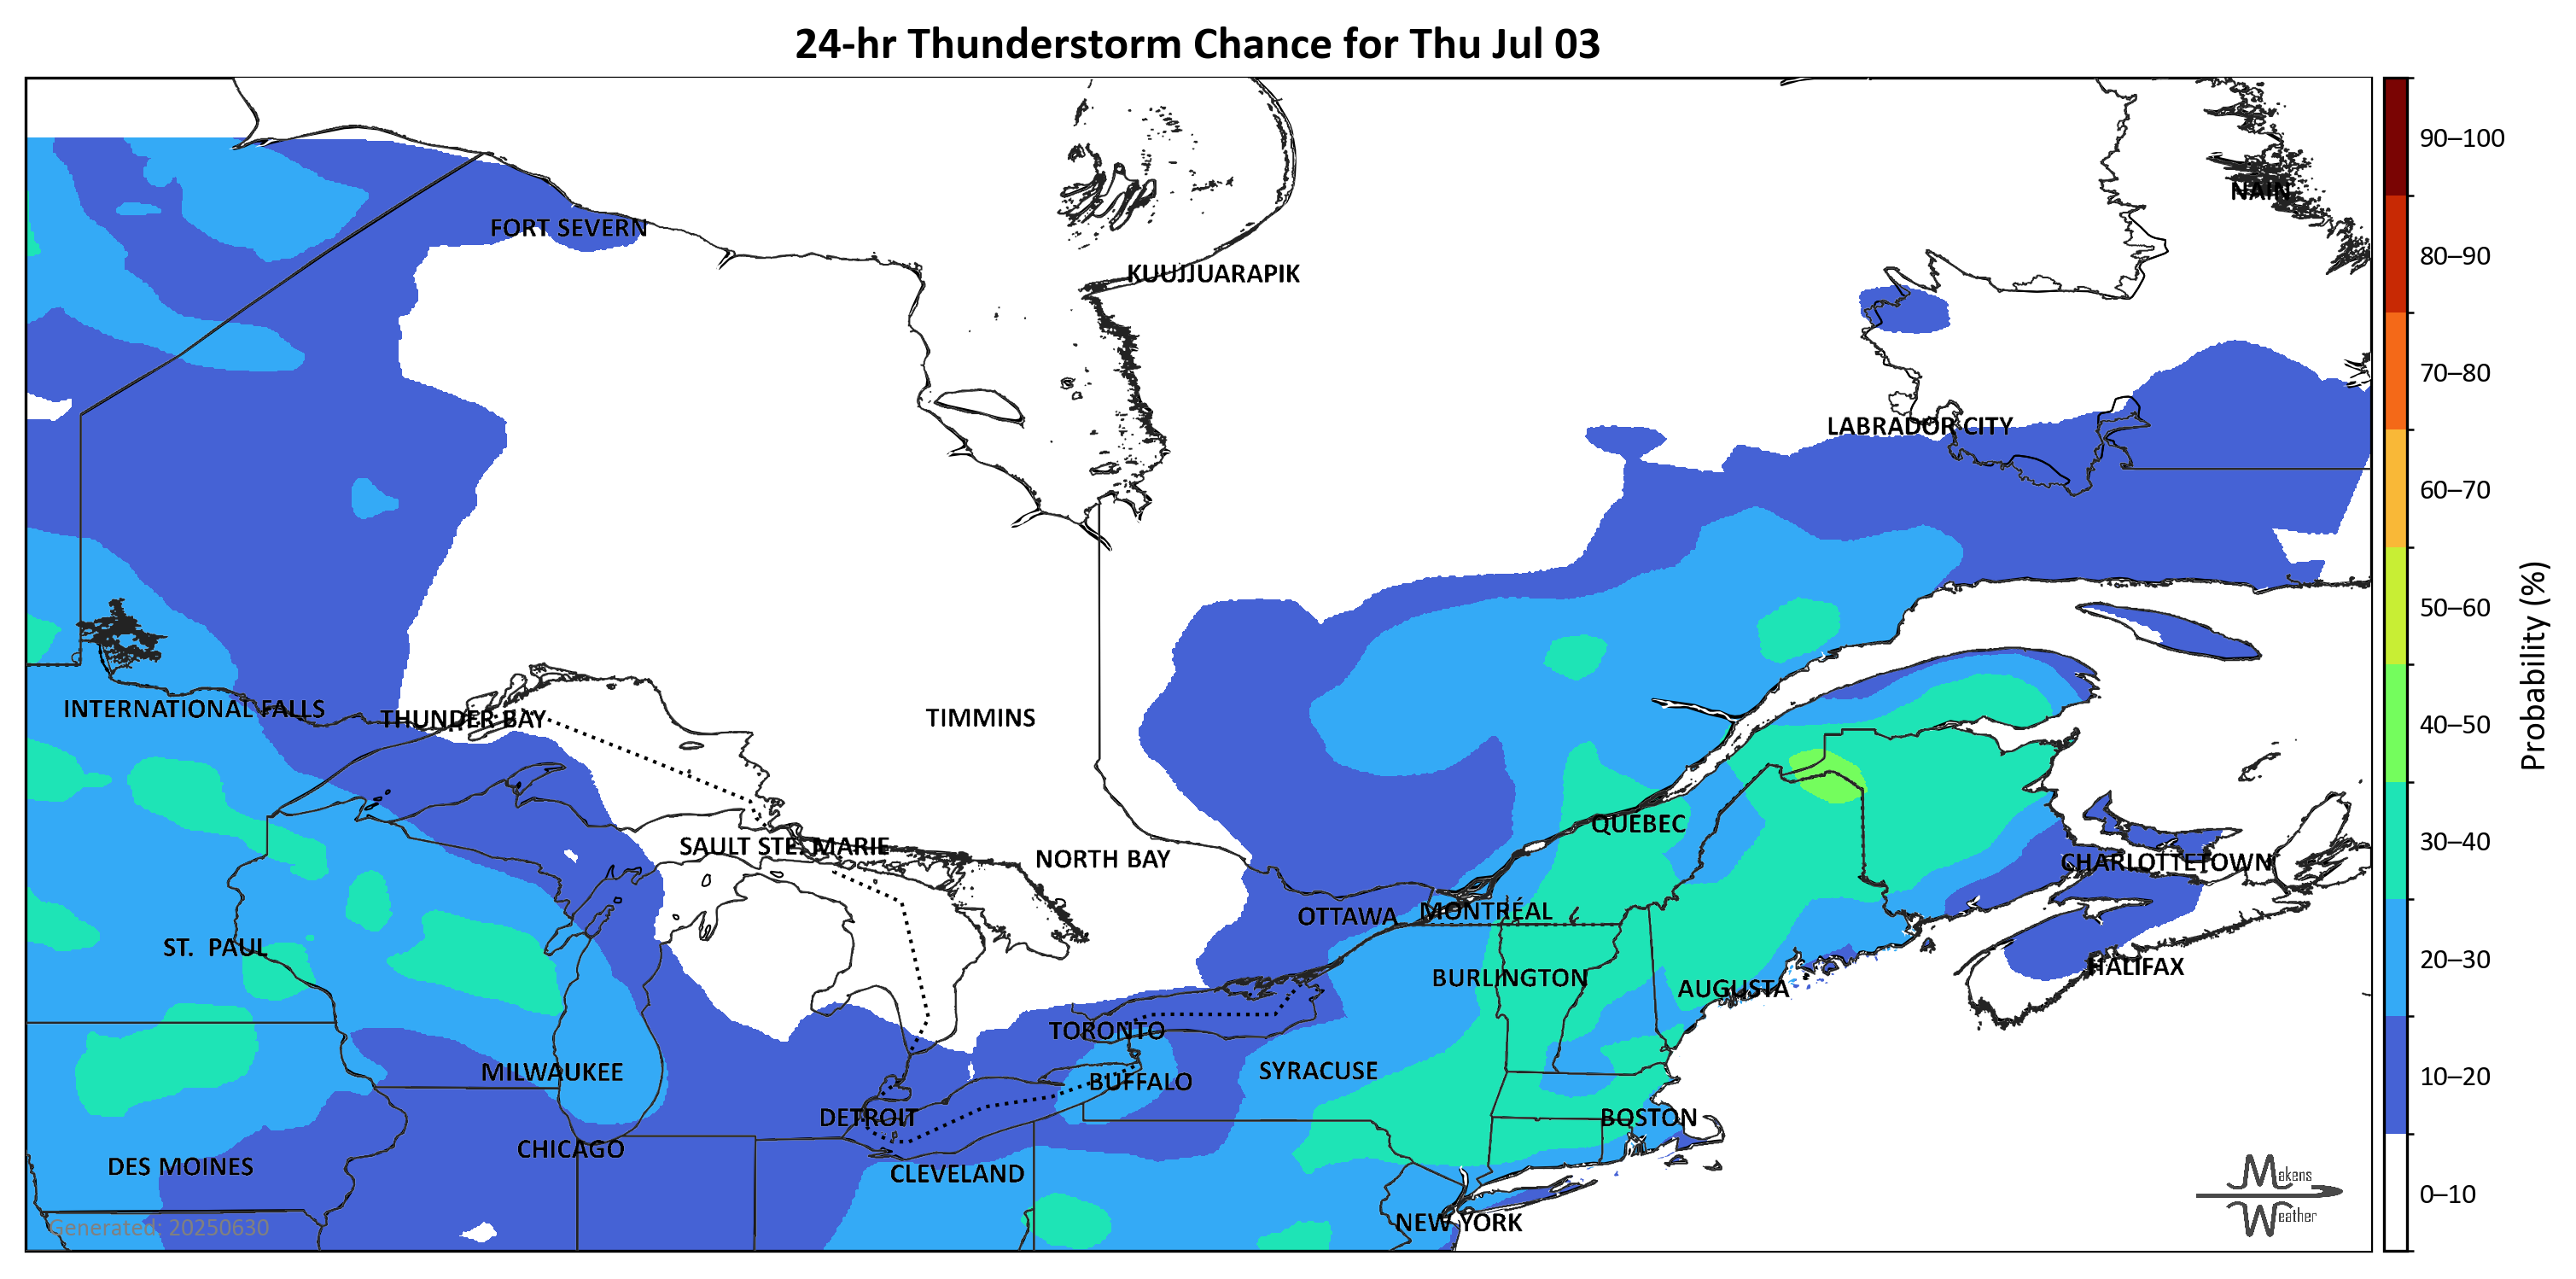 24-hr Thunderstorm Chance for Thu Jul 03
90–100
NAIN
FORT SEVERN
80–90
KUUJJUARAPIK
70–80
LABRADOR CITY
60–70
50–60
Probability (%)
INTERNATIONAL FALLS
THUNDER BAY
TIMMINS
40–50
QUEBEC
SAULT STE. MARIE
NORTH BAY
CHARLOTTETOWN
30–40
OTTAWA
MONTRÉAL
ST. PAUL
BURLINGTON
AUGUSTA
HALIFAX
20–30
TORONTO
MILWAUKEE
BUFFALO
SYRACUSE
10–20
DETROIT
BOSTON
CHICAGO
DES MOINES
CLEVELAND
Makens
Weather
0–10
NEW YORK
Generated: 20250630